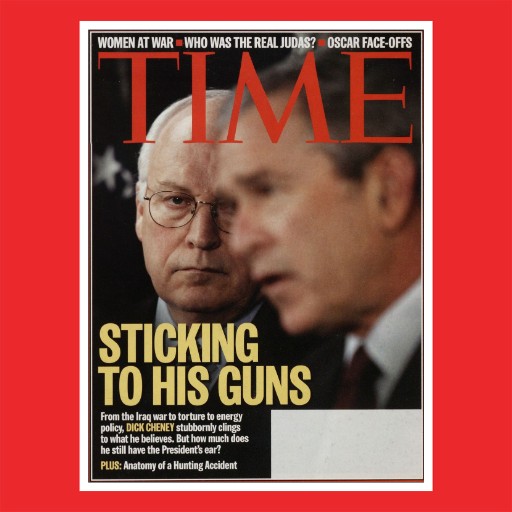 WOMEN AT WAR ■ WHO WAS THE REAL JUDAS? ■ OSCAR FACE-OFFS
TIME
STICKING
TO HIS GUNS
From the Iraq war to torture to energy
policy, DICK CHENEY stubbornly clings
to what he believes. But how much does
he still have the President's ear?
PLUS: Anatomy of a Hunting Accident